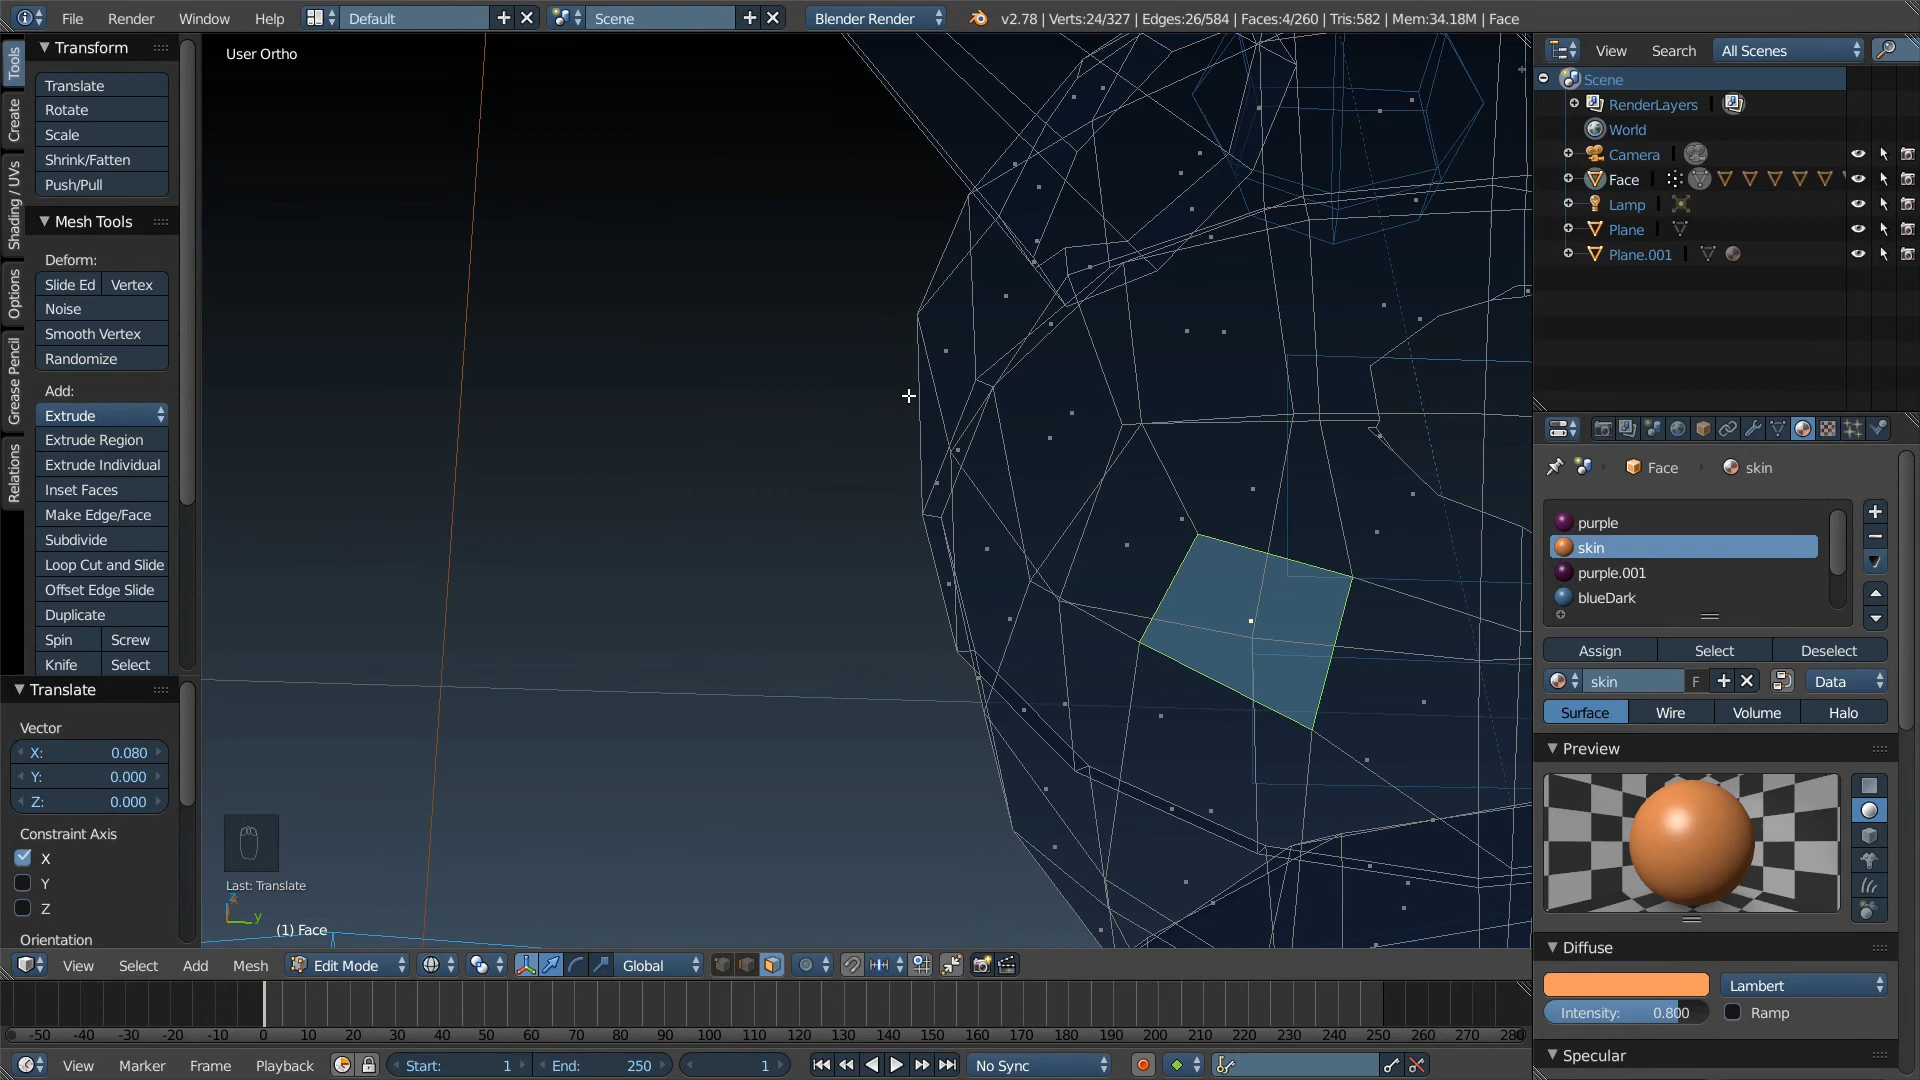 File Render Window Help Default Scene Blender Render v2.78 | Verts:24/327 | Edges:26/584 | Faces:4/260 | Tris:582 | Mem:34.18M | Face
Tools
Create
Shading / UVs
Options
Grease Pencil
Relations
Transform
Translate
Rotate
Scale
Shrink/Fatten
Push/Pull
Mesh Tools
Deform:
Slide Ed Vertex
Noise
Smooth Vertex
Randomize
Add:
Extrude
Extrude Region
Extrude Individual
Inset Faces
Make Edge/Face
Subdivide
Loop Cut and Slide
Offset Edge Slide
Duplicate
Spin Screw
Knife Select
Translate
Vector
X: 0.080
Y: 0.000
Z: 0.000
Constraint Axis
X
Y
Z
Orientation
User Ortho
Last: Translate
z
y
(1) Face
View Select Add Mesh Edit Mode Global
-50 -40 -30 -20 -10 0 10 20 30 40 50 60 70 80 90 100 110 120 130 140 150 160 170 180 190 200 210 220 230 240 250 260 270 280
View Marker Frame Playback Start: 1 End: 250 1 No Sync
View Search All Scenes
Scene
RenderLayers |
World
Camera |
Face |
Lamp |
Plane |
Plane.001 |
Face skin
purple
skin
purple.001
blueDark
Assign Select Deselect
skin F Data
Surface Wire Volume Halo
Preview
Diffuse
Lambert
Intensity: 0.800 Ramp
Specular